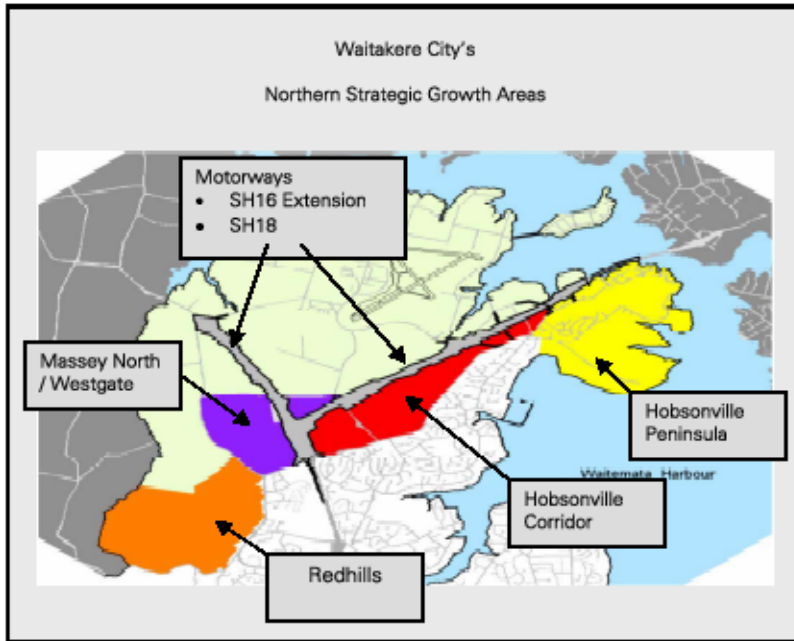 Waitakere City's
Northern Strategic Growth Areas
Motorways
• SH16 Extension
• SH18
Massey North
/ Westgate
Hobsonville
Peninsula
Waitemata Harbour
Hobsonville
Corridor
Redhills